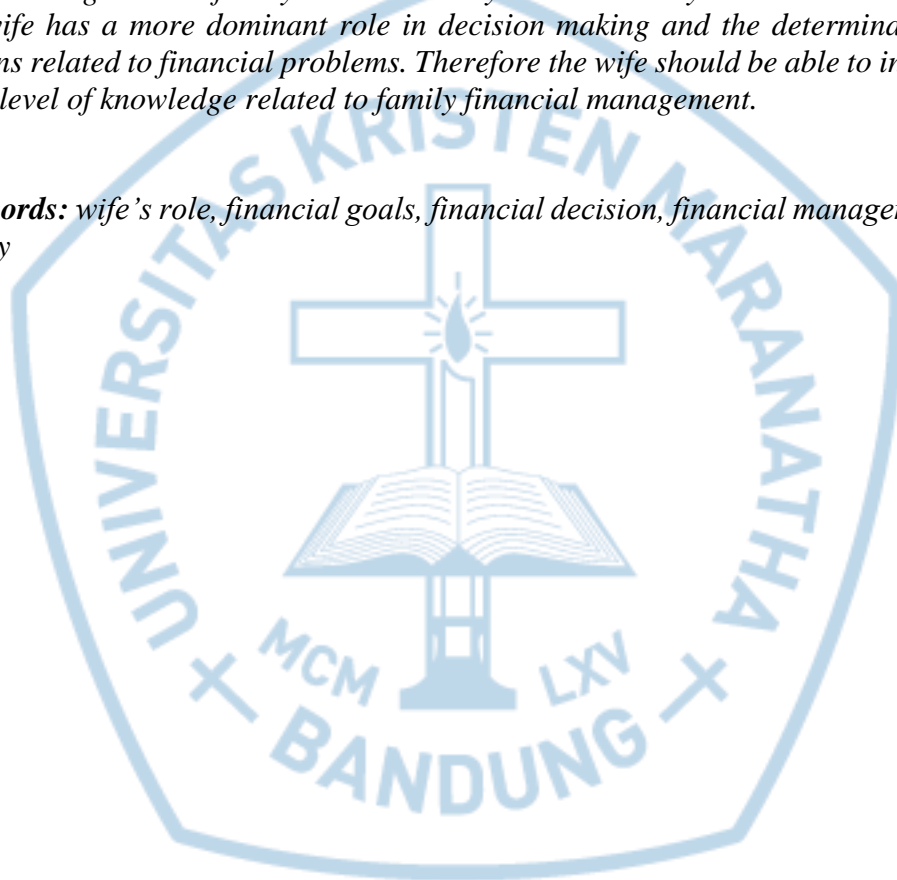 wife has a more dominant role in decision making and the determina
ns related to financial problems. Therefore the wife should be able to in
level of knowledge related to family financial management.
ords: wife's role, financial goals, financial decision, financial manage
y
UNIVERSITAS KRISTEN MARANATHA
MCM LXV
BANDUNG